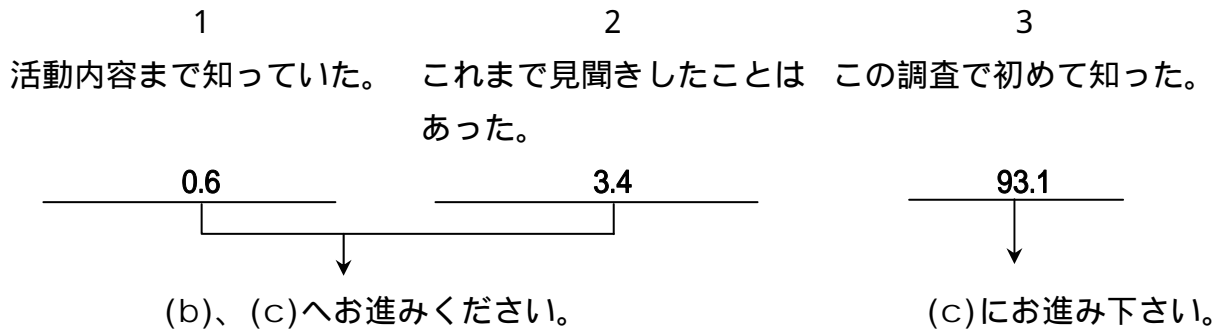 1 2 3
活動内容まで知っていた。 これまで見聞きしたことは この調査で初めて知った。
あった。
0.6 3.4 93.1
(b)、(c)へお進みください。 (c)にお進み下さい。